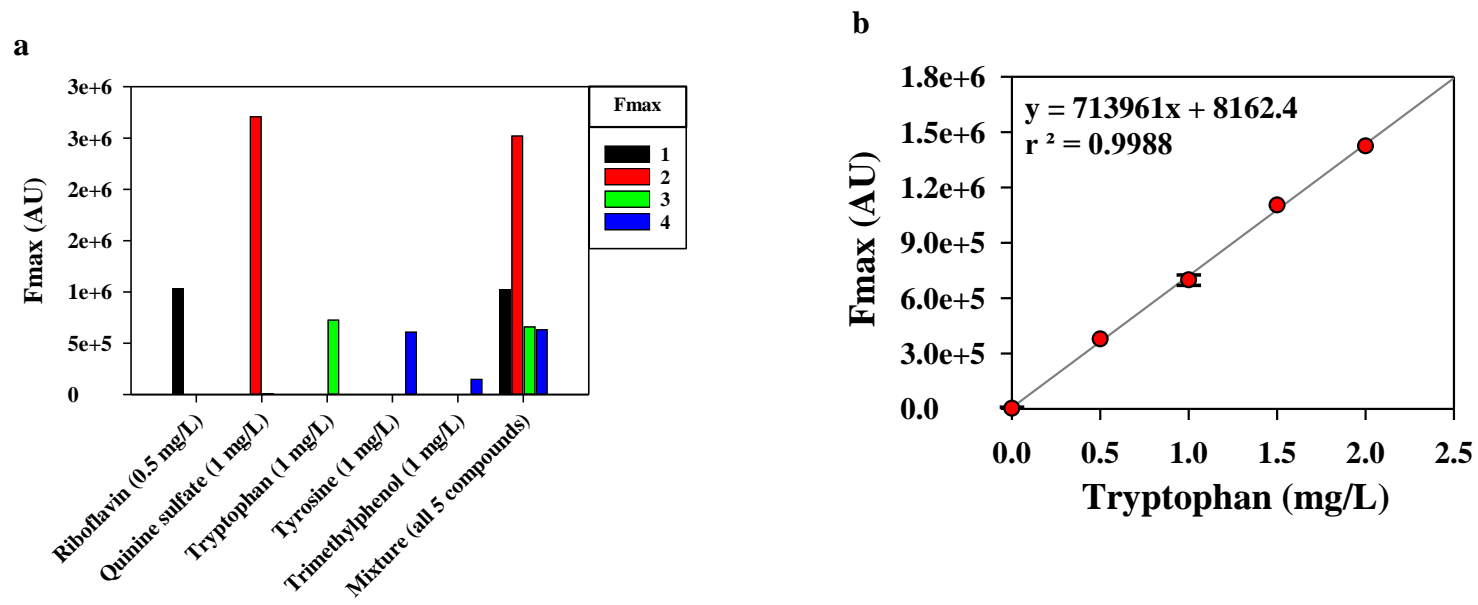 a
3e+6
3e+6
2e+6
2e+6
1e+6
5e+5
0
Fmax (AU)
Riboflavin (0.5 mg/L)
Quinine sulfate (1 mg/L)
Tryptophan (1 mg/L)
Tyrosine (1 mg/L)
Trimethylphenol (1 mg/L)
Mixture (all 5 compounds)
Fmax
1
2
3
4
b
y = 713961x + 8162.4
r ² = 0.9988
1.8e+6
1.5e+6
1.2e+6
9.0e+5
6.0e+5
3.0e+5
0.0
Fmax (AU)
0.0 0.5 1.0 1.5 2.0 2.5
Tryptophan (mg/L)